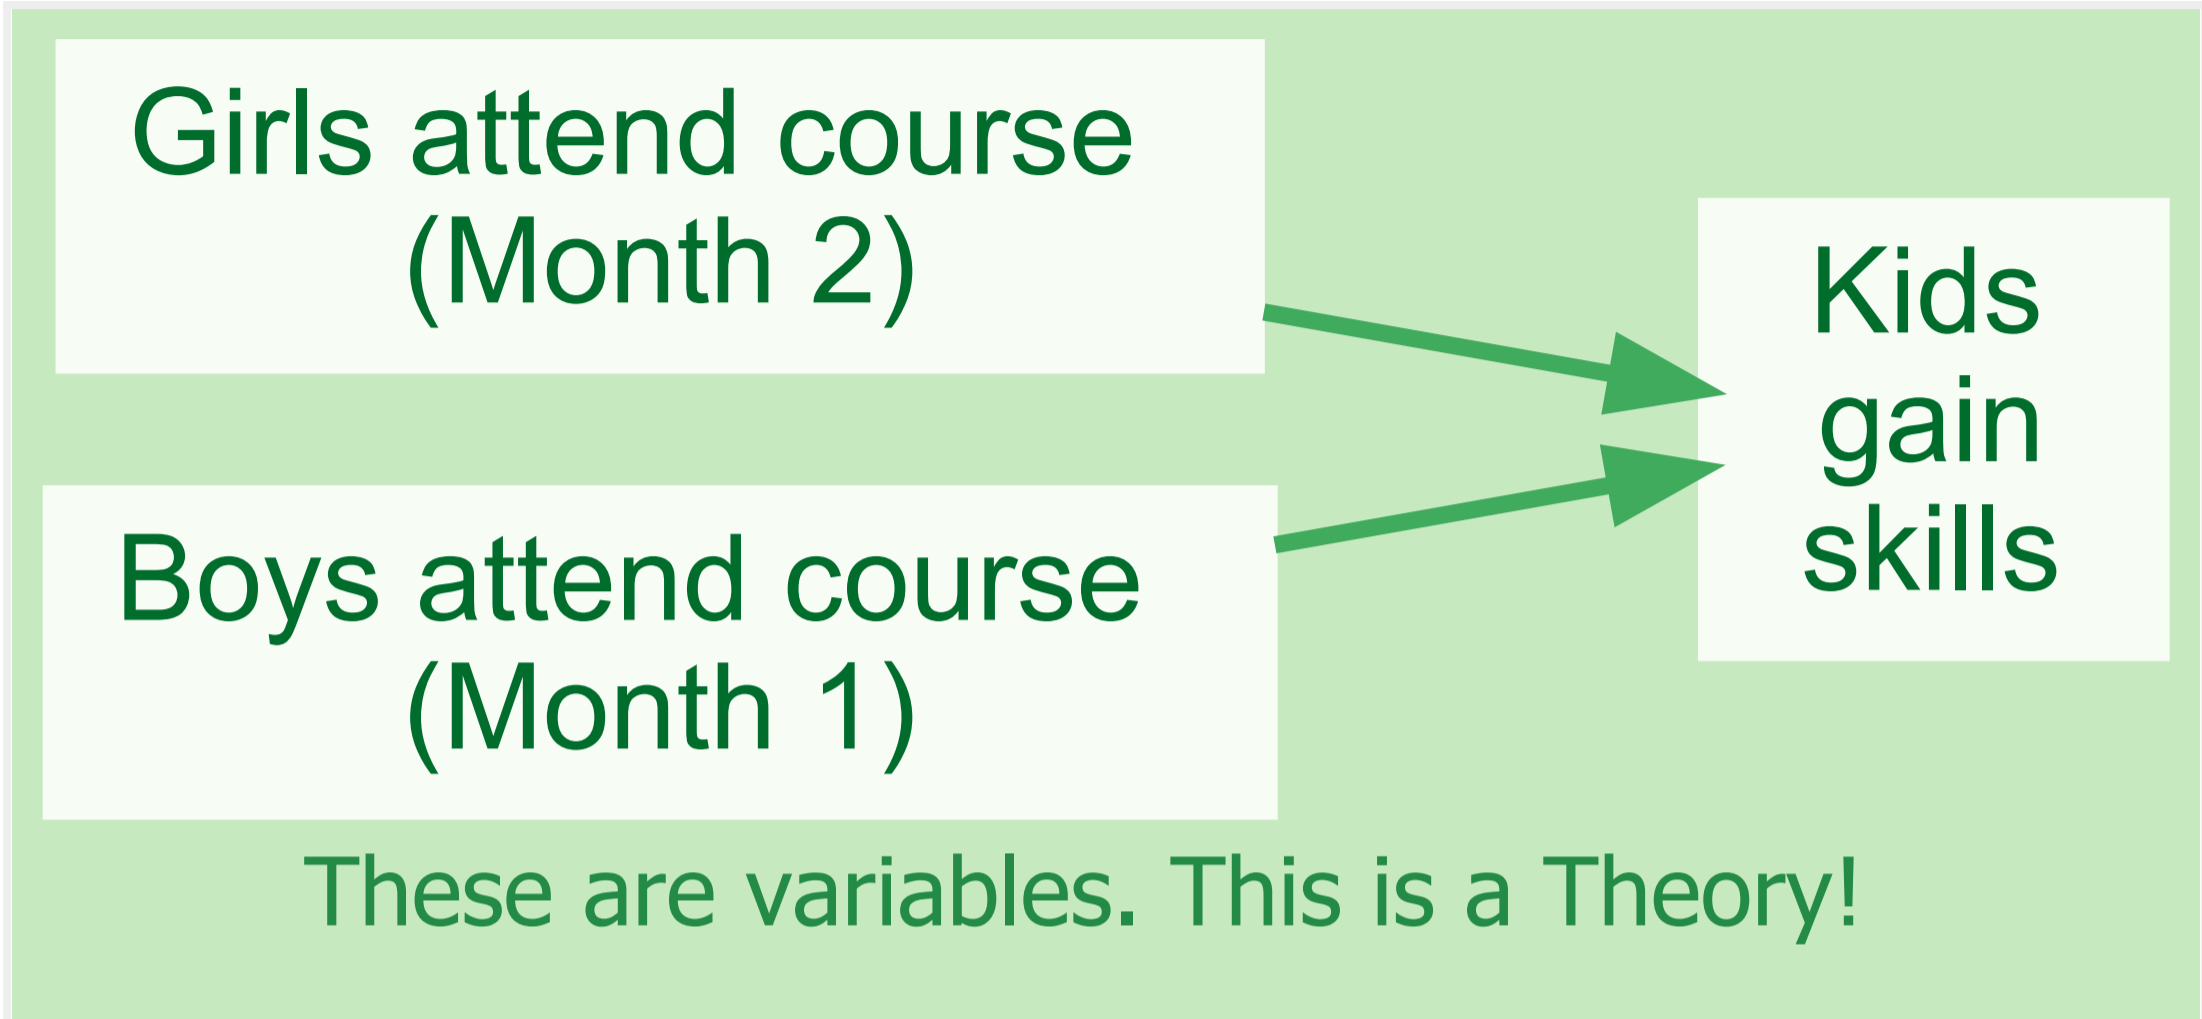 Girls attend course
(Month 2)
Kids
gain
skills
Boys attend course
(Month 1)
These are variables. This is a Theory!